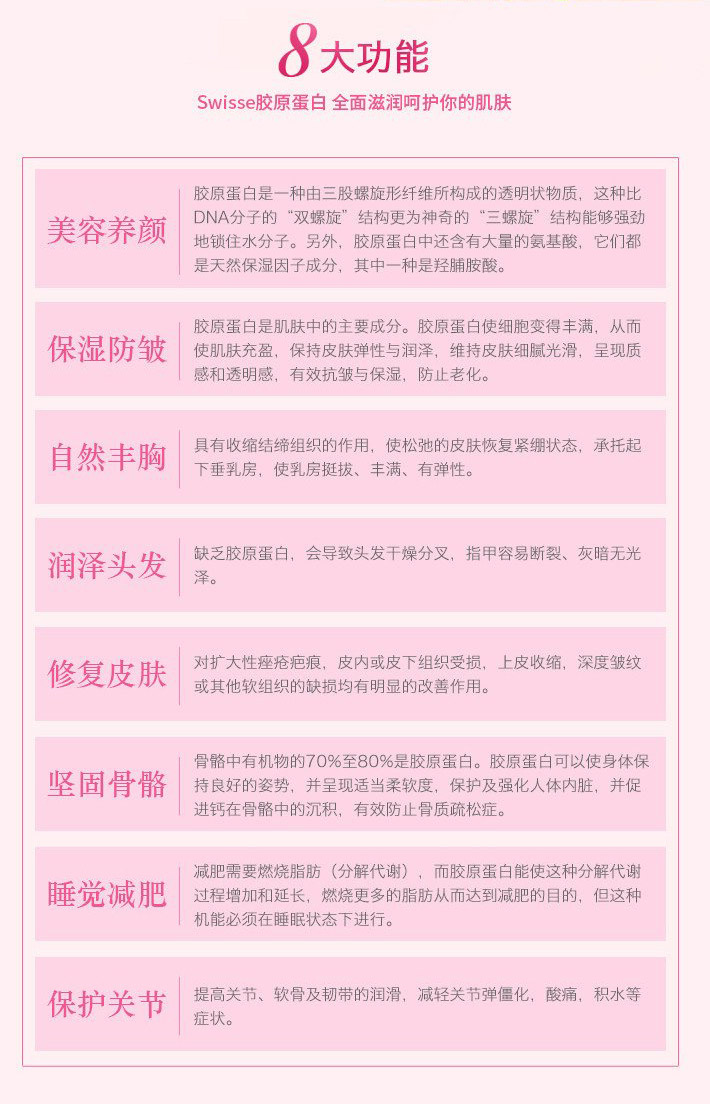 8大功能
Swisse胶原蛋白 全面滋润呵护你的肌肤
美容养颜
胶原蛋白是一种由三股螺旋形纤维所构成的透明状物质，这种比
DNA分子的“双螺旋”结构更为神奇的“三螺旋”结构能够强劲
地锁住水分子。另外，胶原蛋白中还含有大量的氨基酸，它们都
是天然保湿因子成分，其中一种是羟脯胺酸。
保湿防皱
胶原蛋白是肌肤中的主要成分。胶原蛋白使细胞变得丰满，从而
使肌肤充盈，保持皮肤弹性与润泽，维持皮肤细腻光滑，呈现质
感和透明感，有效抗皱与保湿，防止老化。
自然丰胸
具有收缩结缔组织的作用，使松弛的皮肤恢复紧绷状态，承托起
下垂乳房，使乳房挺拔、丰满、有弹性。
润泽头发
缺乏胶原蛋白，会导致头发干燥分叉，指甲容易断裂、灰暗无光
泽。
修复皮肤
对扩大性痤疮疤痕，皮内或皮下组织受损，上皮收缩，深度皱纹
或其他软组织的缺损均有明显的改善作用。
坚固骨骼
骨骼中有机物的70%至80%是胶原蛋白。胶原蛋白可以使身体保
持良好的姿势，并呈现适当柔软度，保护及强化人体内脏，并促
进钙在骨骼中的沉积，有效防止骨质疏松症。
睡觉减肥
减肥需要燃烧脂肪（分解代谢），而胶原蛋白能使这种分解代谢
过程增加和延长，燃烧更多的脂肪从而达到减肥的目的，但这种
机能必须在睡眠状态下进行。
保护关节
提高关节、软骨及韧带的润滑，减轻关节弹僵化，酸痛，积水等
症状。